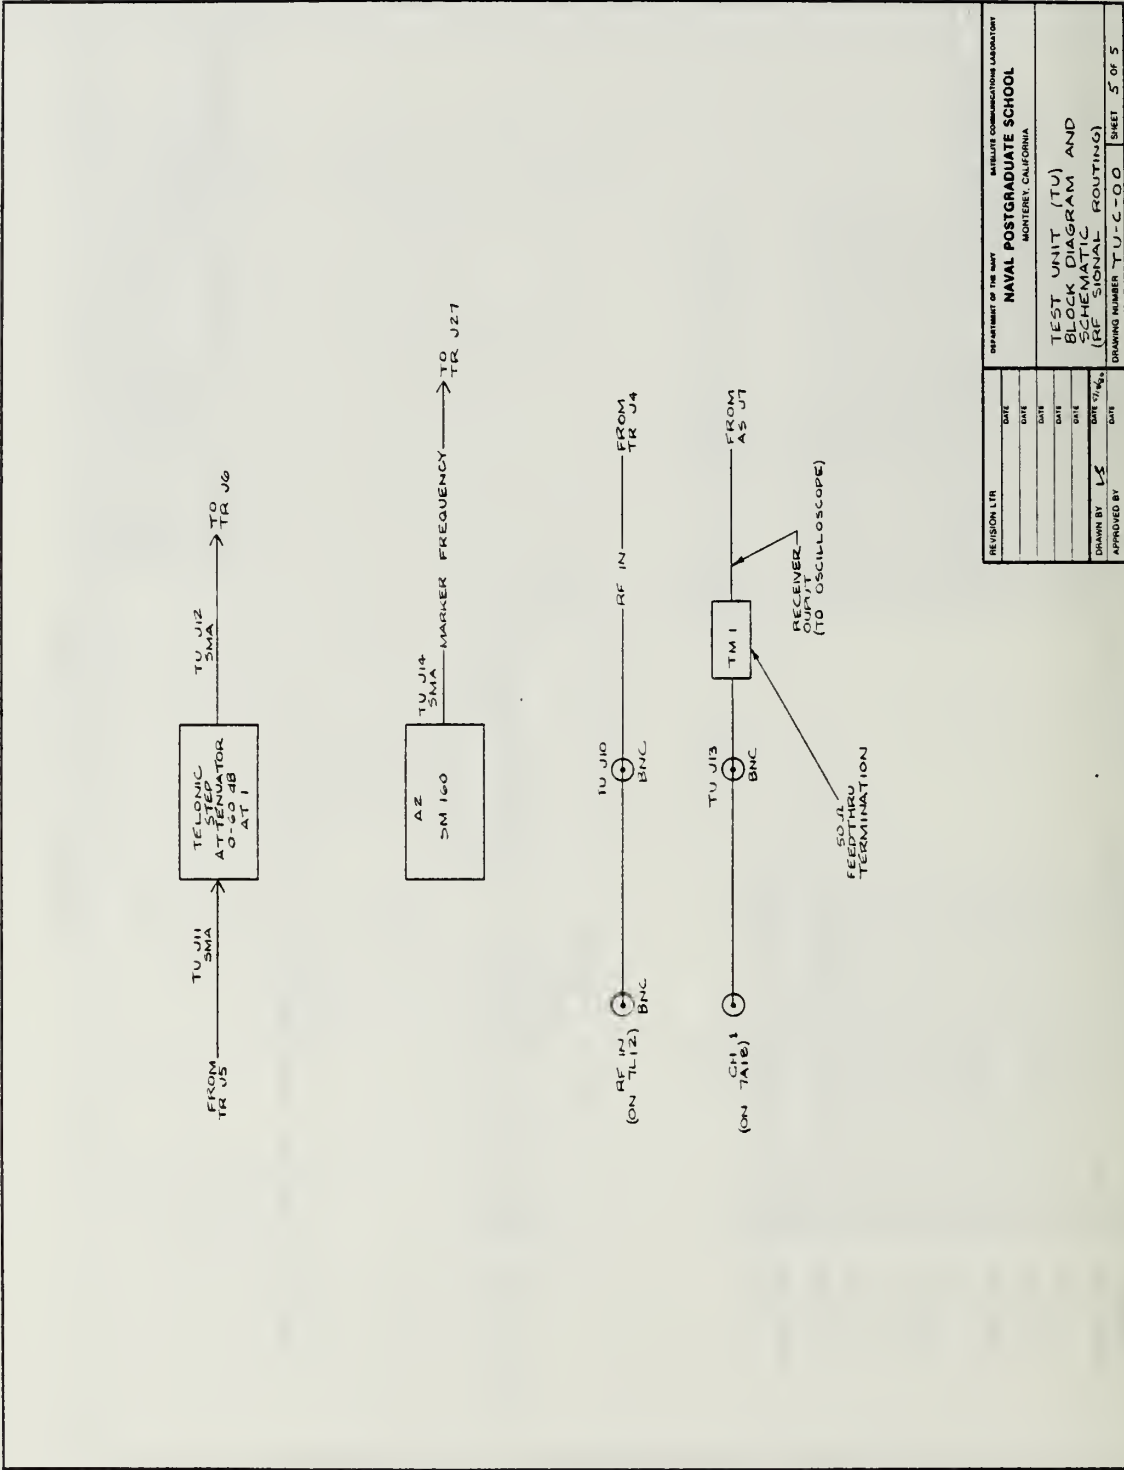 FROM
TR J5
TU J11
SMA
TELONIC
STEP
ATTENUATOR
0-60 dB
AT 1
TU J12
SMA
TO
TR J6
A2
SM 160
TU J14
SMA
MARKER FREQUENCY
TO
TR J27
RF IN
(ON 7L12)
BNC
TU J10
BNC
RF IN
FROM
TR J4
CH 1
(ON 7A18)
TU J13
BNC
TM 1
FROM
AS J7
RECEIVER
OUPUT
(TO OSCILLOSCOPE)
50Ω
FEEDTHRU
TERMINATION
REVISION LTR
DATE
DATE
DATE
DATE
DATE
DRAWN BY LS
DATE
APPROVED BY
DATE
DEPARTMENT OF THE NAVY SATELLITE COMMUNICATIONS LABORATORY
NAVAL POSTGRADUATE SCHOOL
MONTEREY, CALIFORNIA
TEST UNIT (TU)
BLOCK DIAGRAM AND
SCHEMATIC
(RF SIGNAL ROUTING)
DRAWING NUMBER TU-C-00
SHEET 5 OF 5